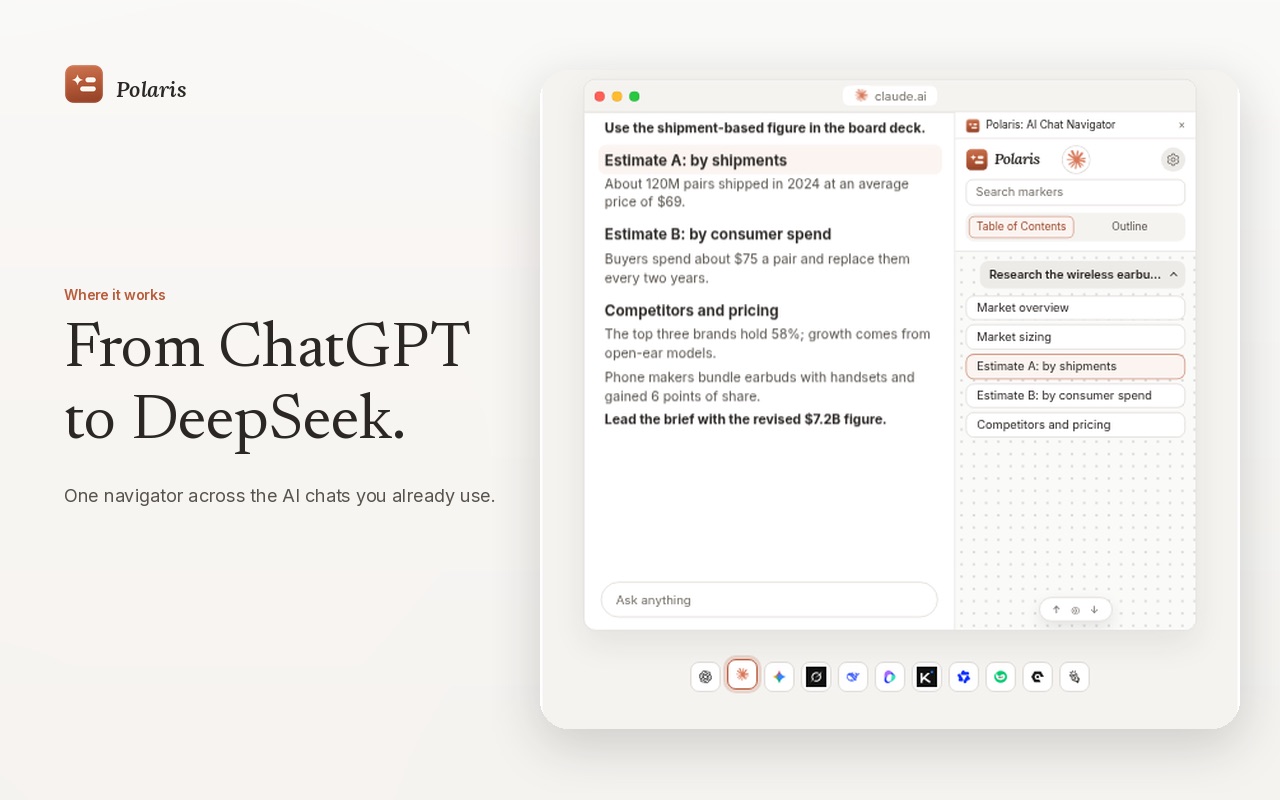 Polaris
Where it works
From ChatGPT
to DeepSeek.
One navigator across the AI chats you already use.
claude.ai
Use the shipment-based figure in the board deck.
Estimate A: by shipments
About 120M pairs shipped in 2024 at an average
price of $69.
Estimate B: by consumer spend
Buyers spend about $75 a pair and replace them
every two years.
Competitors and pricing
The top three brands hold 58%; growth comes from
open-ear models.
Phone makers bundle earbuds with handsets and
gained 6 points of share.
Lead the brief with the revised $7.2B figure.
Ask anything
Polaris: AI Chat Navigator
Polaris
Search markers
Table of Contents
Outline
Research the wireless earbu...
Market overview
Market sizing
Estimate A: by shipments
Estimate B: by consumer spend
Competitors and pricing